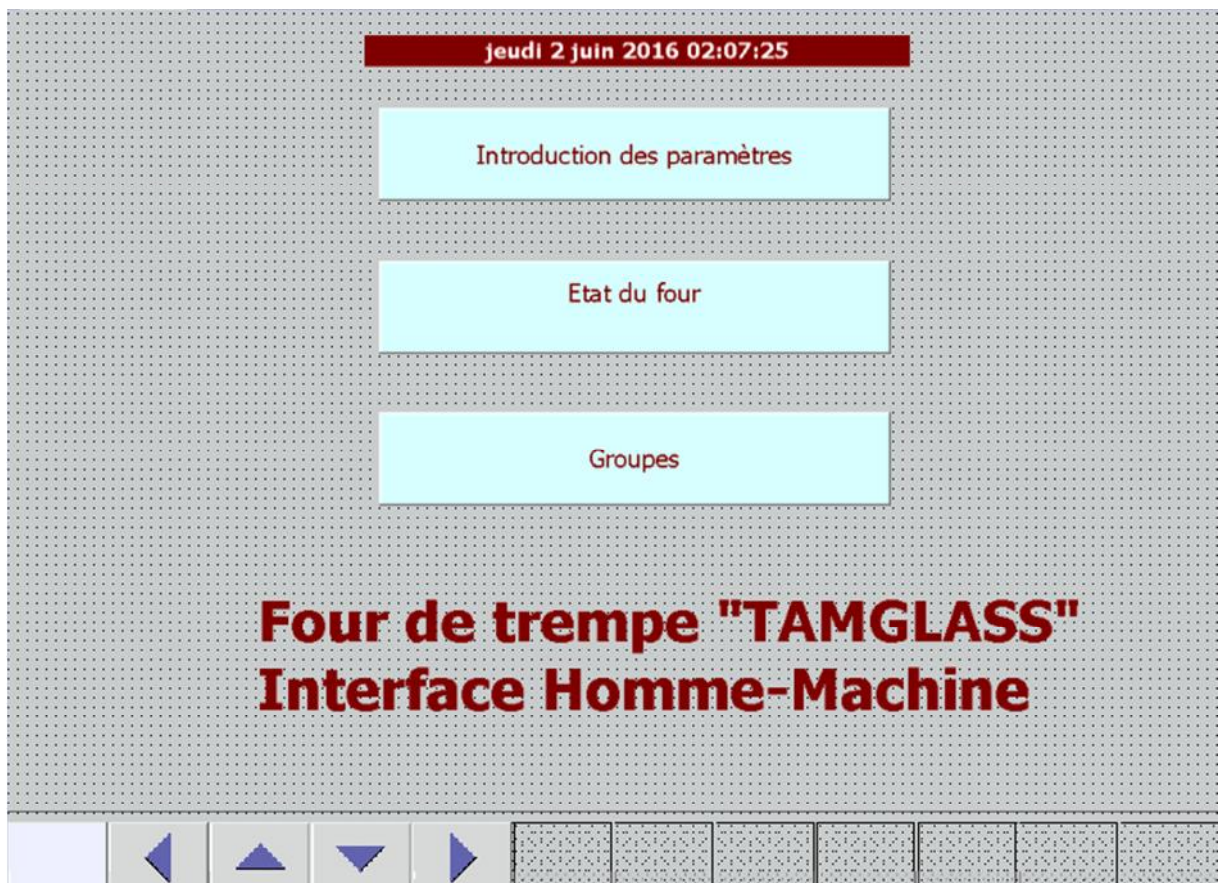 jeudi 2 juin 2016 02:07:25
Introduction des paramètres
Etat du four
Groupes
Four de trempe "TAMGLASS"
Interface Homme-Machine